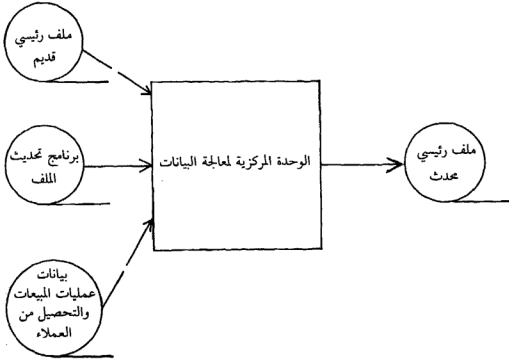 ملف رئيسي
قديم
برنامج تحديث
الملف
الوحدة المركزية لمعالجة البيانات
ملف رئيسي
محدث
بيانات
عمليات المبيعات
والتحصيل من
العملاء